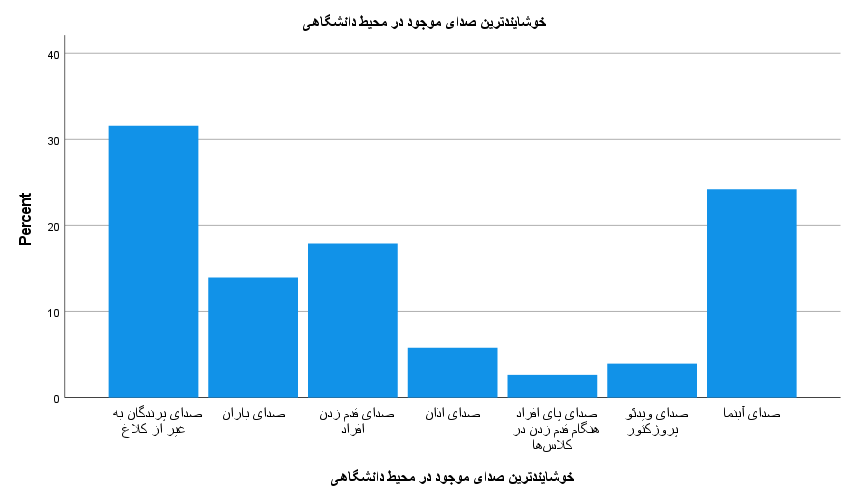 خوشایندترین صدای موجود در محیط دانشگاهی
Percent
40
30
20
10
0
صدای پرندگان به
غیر از کلاغ
صدای باران
صدای قدم زدن
افراد
صدای اذان
صدای پای افراد
هنگام قدم زدن در
کلاس‌ها
صدای ویدئو
پروژکتور
صدای آبنما
خوشایندترین صدای موجود در محیط دانشگاهی